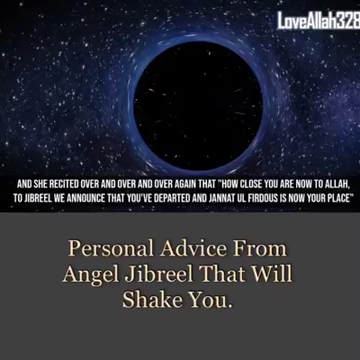 LoveAllah328
AND SHE RECITED OVER AND OVER AND OVER AGAIN THAT "HOW CLOSE YOU ARE NOW TO ALLAH,
TO JIBREEL WE ANNOUNCE THAT YOU'VE DEPARTED AND JANNAT UL FIRDOUS IS NOW YOUR PLACE"
Personal Advice From
Angel Jibreel That Will
Shake You.